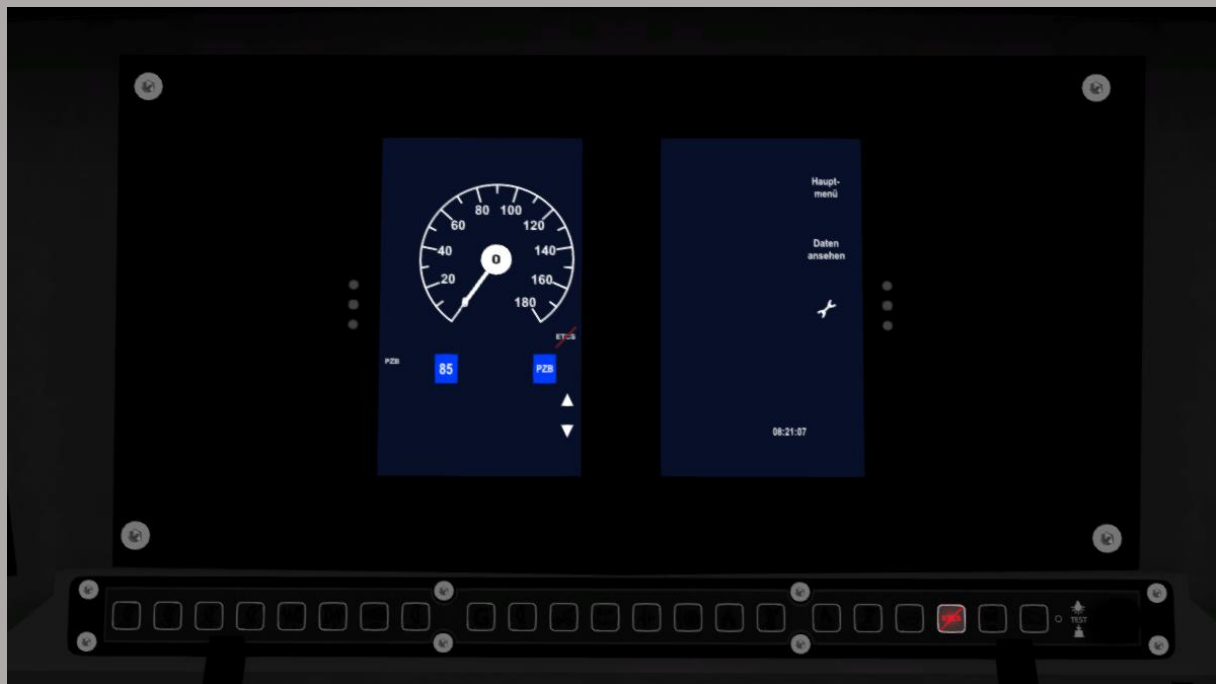 80 100
60 120
40 140
0
20 160
0 180
ETCS
PZB 85 PZB
Haupt-
menü
Daten
ansehen
08:21:07
TEST